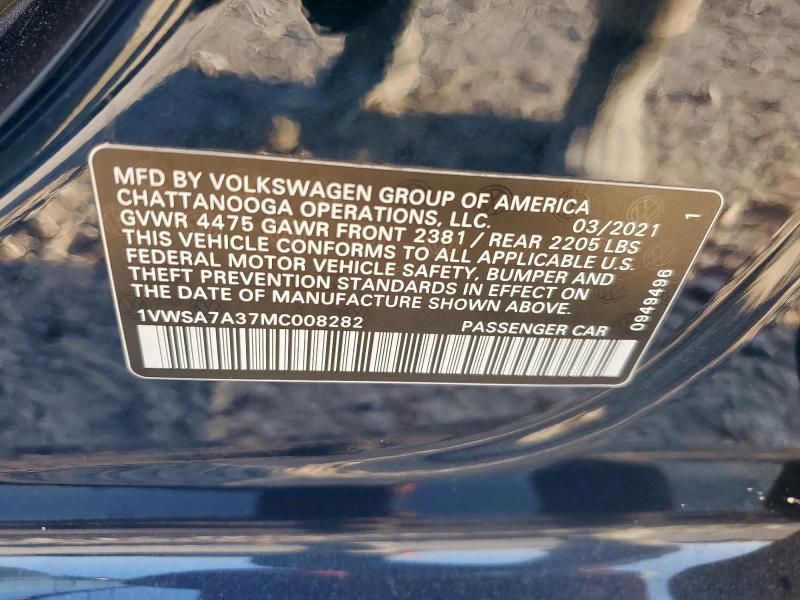 MFD BY VOLKSWAGEN GROUP OF AMERICA
CHATTANOOGA OPERATIONS, LLC. 03/2021 1
GVWR 4475 GAWR FRONT 2381/REAR 2205 LBS
THIS VEHICLE CONFORMS TO ALL APPLICABLE U.S.
FEDERAL MOTOR VEHICLE SAFETY, BUMPER AND
THEFT PREVENTION STANDARDS IN EFFECT ON
THE DATE OF MANUFACTURE SHOWN ABOVE.
1VWSA7A37MC008282 PASSENGER CAR
0949496